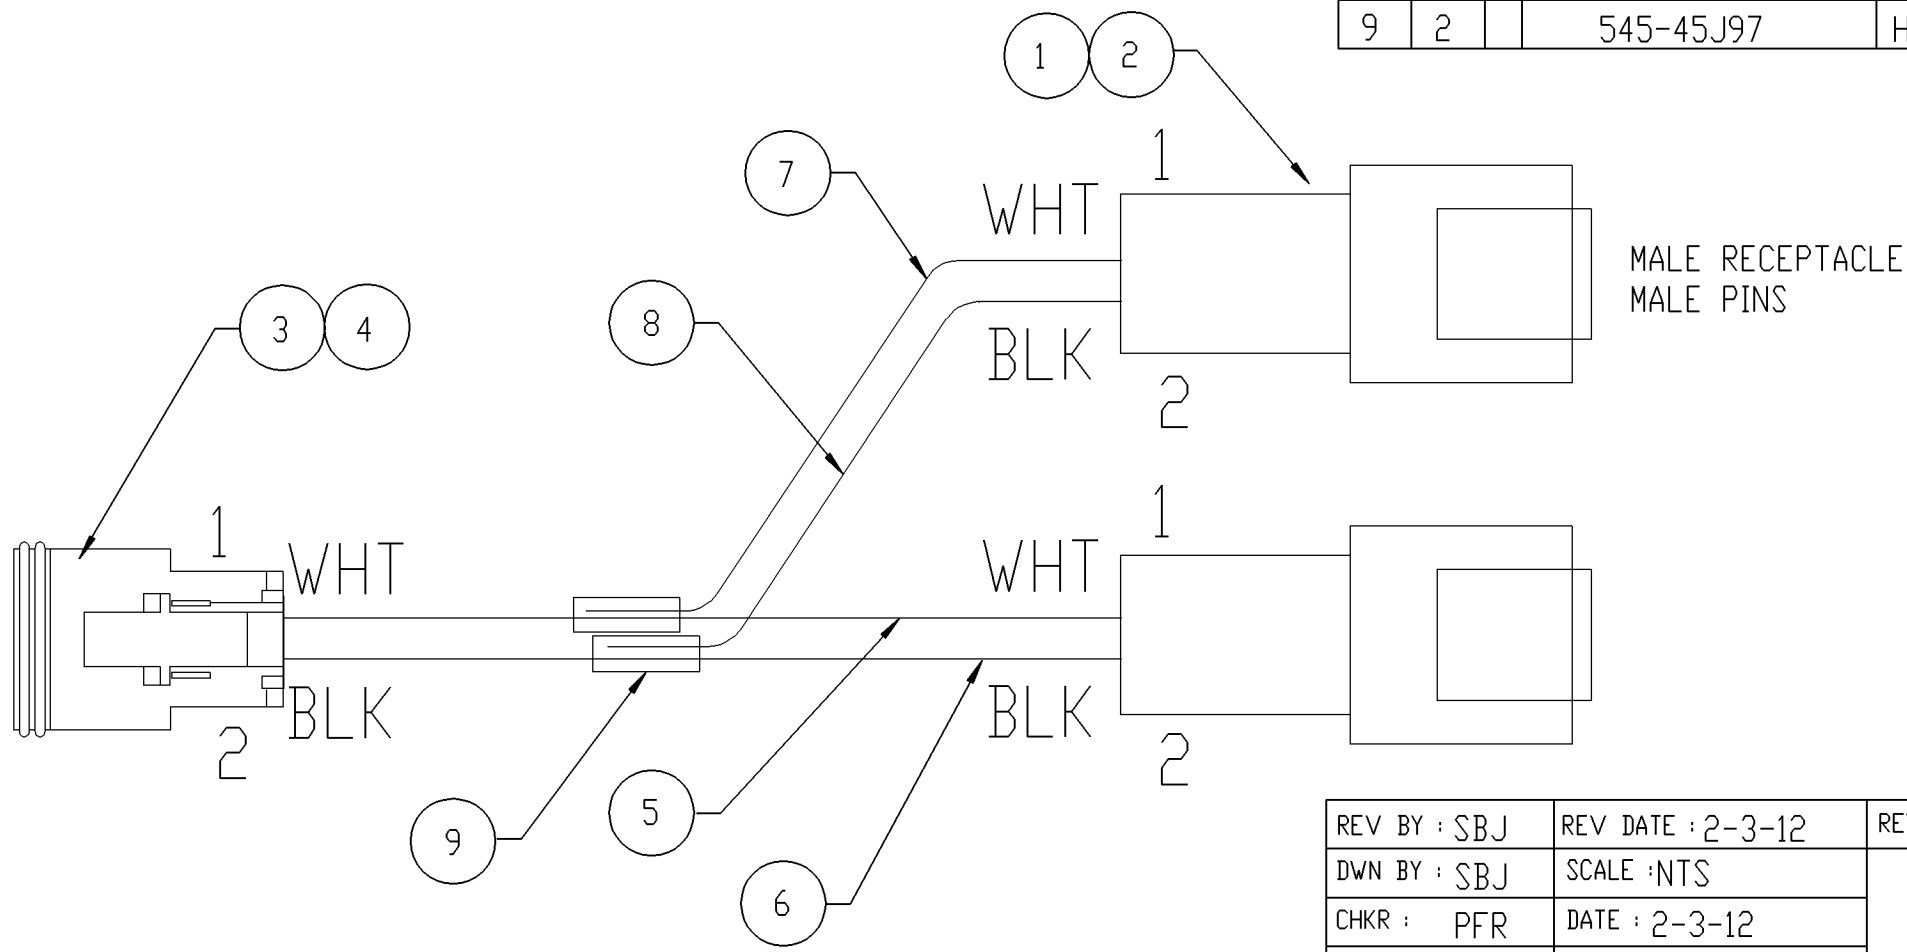 9 2 545-45J97 H
1 2
1
7
WHT
MALE RECEPTACLE
MALE PINS
3 4
8
BLK
2
1
1
WHT
WHT
BLK
BLK
2
2
5
9
6
REV BY : SBJ REV DATE : 2-3-12 RE
DWN BY : SBJ SCALE :NTS
CHKR : PFR DATE : 2-3-12